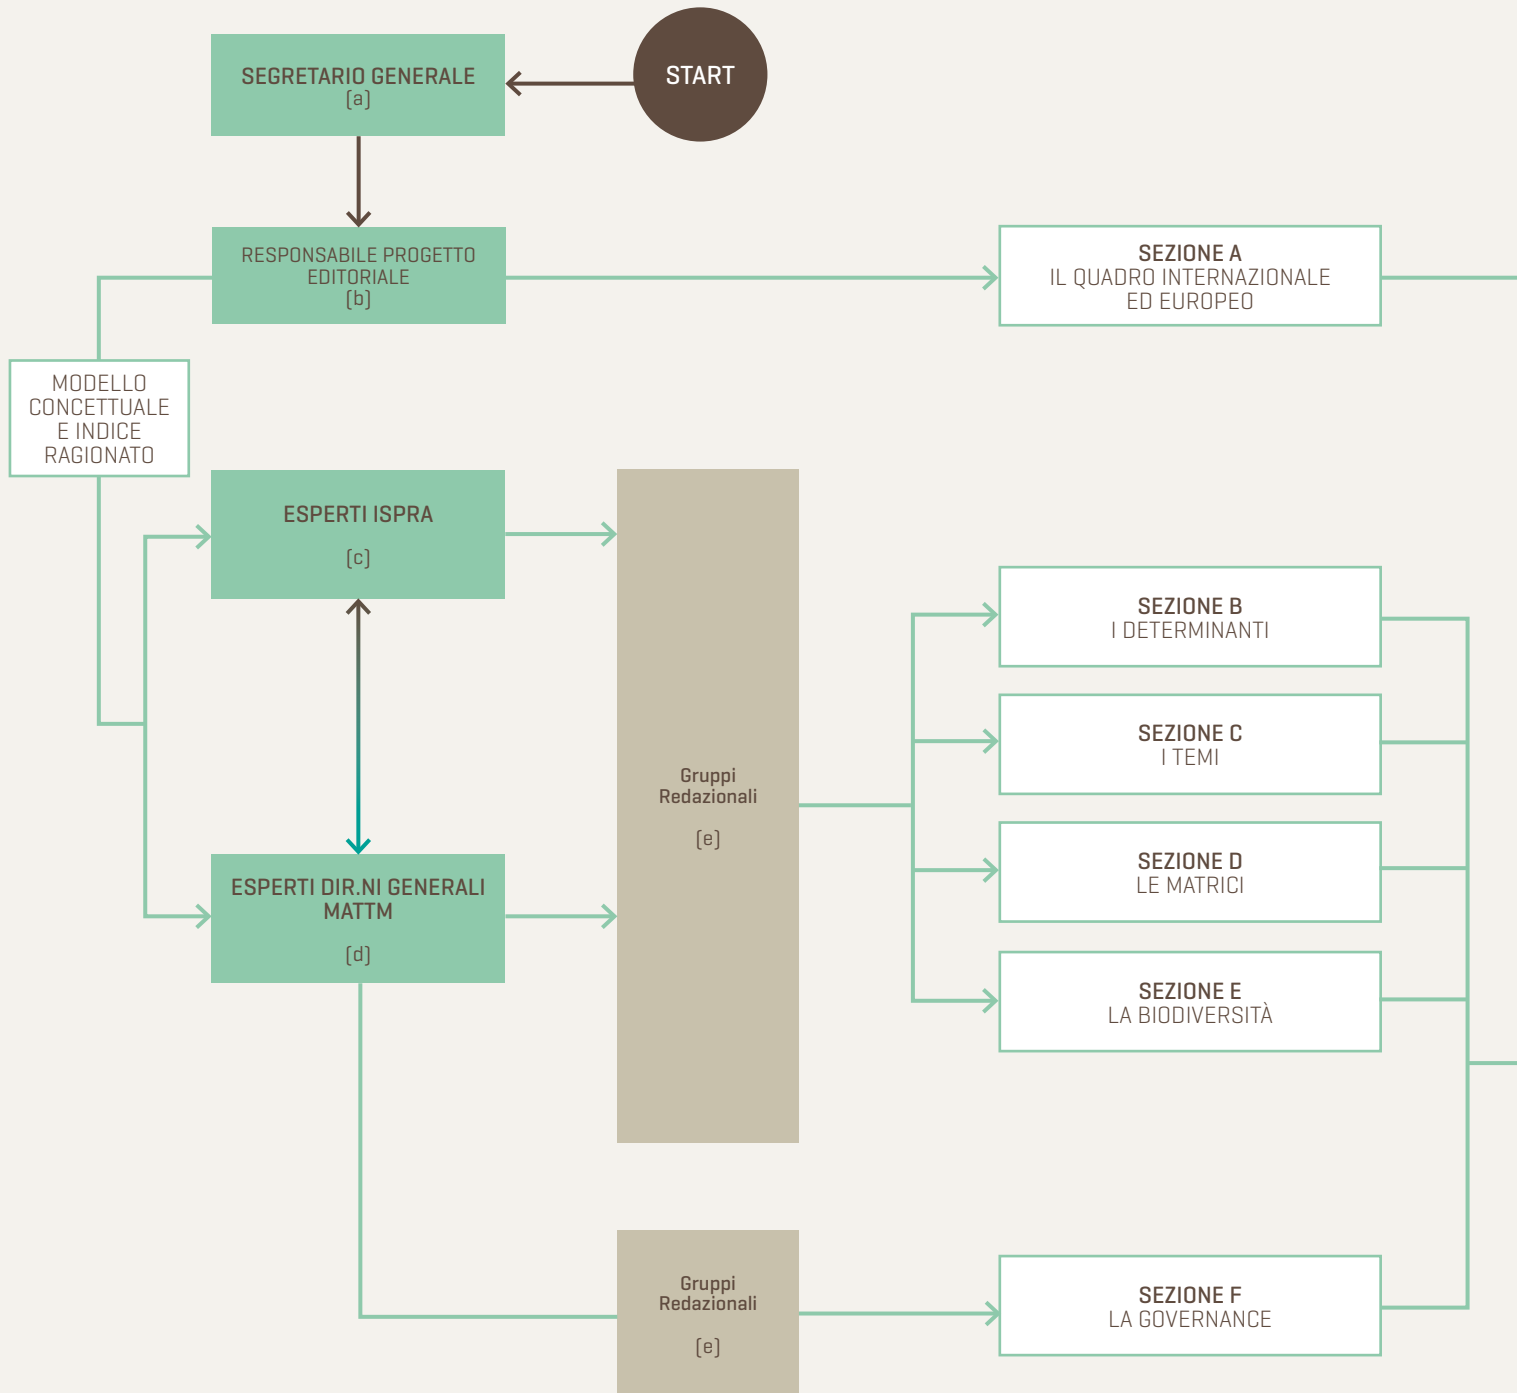 START
SEGRETARIO GENERALE
(a)
RESPONSABILE PROGETTO
EDITORIALE
(b)
SEZIONE A
IL QUADRO INTERNAZIONALE
ED EUROPEO
MODELLO
CONCETTUALE
E INDICE
RAGIONATO
ESPERTI ISPRA
(c)
ESPERTI DIR.NI GENERALI
MATTM
(d)
Gruppi
Redazionali
(e)
SEZIONE B
I DETERMINANTI
SEZIONE C
I TEMI
SEZIONE D
LE MATRICI
SEZIONE E
LA BIODIVERSITÀ
Gruppi
Redazionali
(e)
SEZIONE F
LA GOVERNANCE